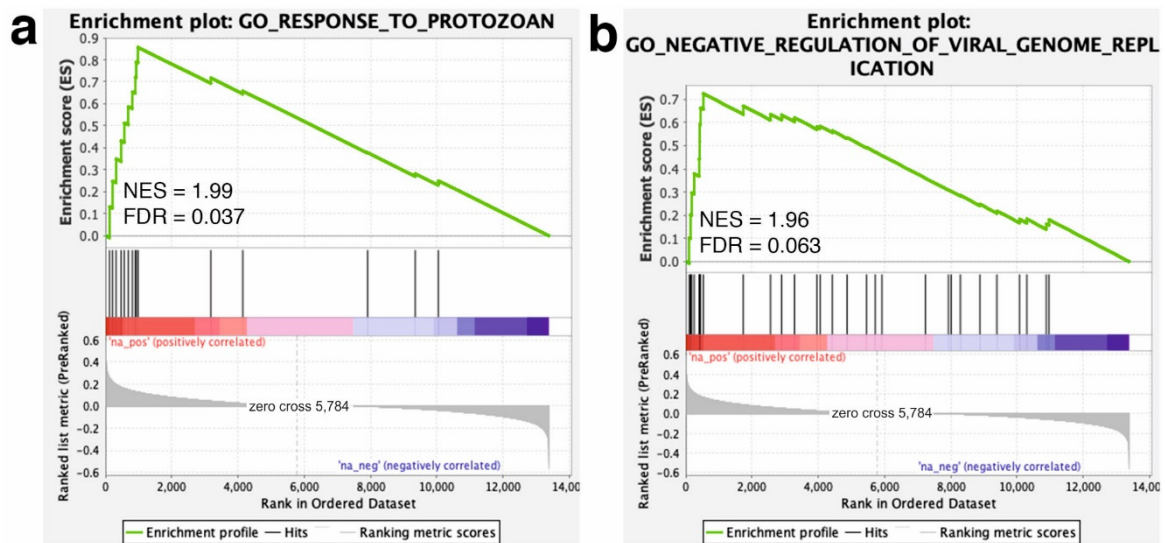 a
Enrichment plot: GO_RESPONSE_TO_PROTOZOAN
Enrichment score (ES)
0.9
0.8
0.7
0.6
0.5
0.4
0.3
0.2
0.1
0.0
NES = 1.99
FDR = 0.037
'na_pos' (positively correlated)
Ranked list metric (PreRanked)
0.6
0.4
0.2
0.0
-0.2
-0.4
-0.6
zero cross 5,784
'na_neg' (negatively correlated)
0 2,000 4,000 6,000 8,000 10,000 12,000 14,00
Rank in Ordered Dataset
Enrichment profile Hits Ranking metric scores
b
Enrichment plot:
GO_NEGATIVE_REGULATION_OF_VIRAL_GENOME_REPL
ICATION
Enrichment score (ES)
0.7
0.6
0.5
0.4
0.3
0.2
0.1
0.0
NES = 1.96
FDR = 0.063
'na_pos' (positively correlated)
Ranked list metric (PreRanked)
0.6
0.4
0.2
0.0
-0.2
-0.4
-0.6
zero cross 5,784
'na_neg' (negatively correlated)
0 2,000 4,000 6,000 8,000 10,000 12,000 14,00
Rank in Ordered Dataset
Enrichment profile Hits Ranking metric scores